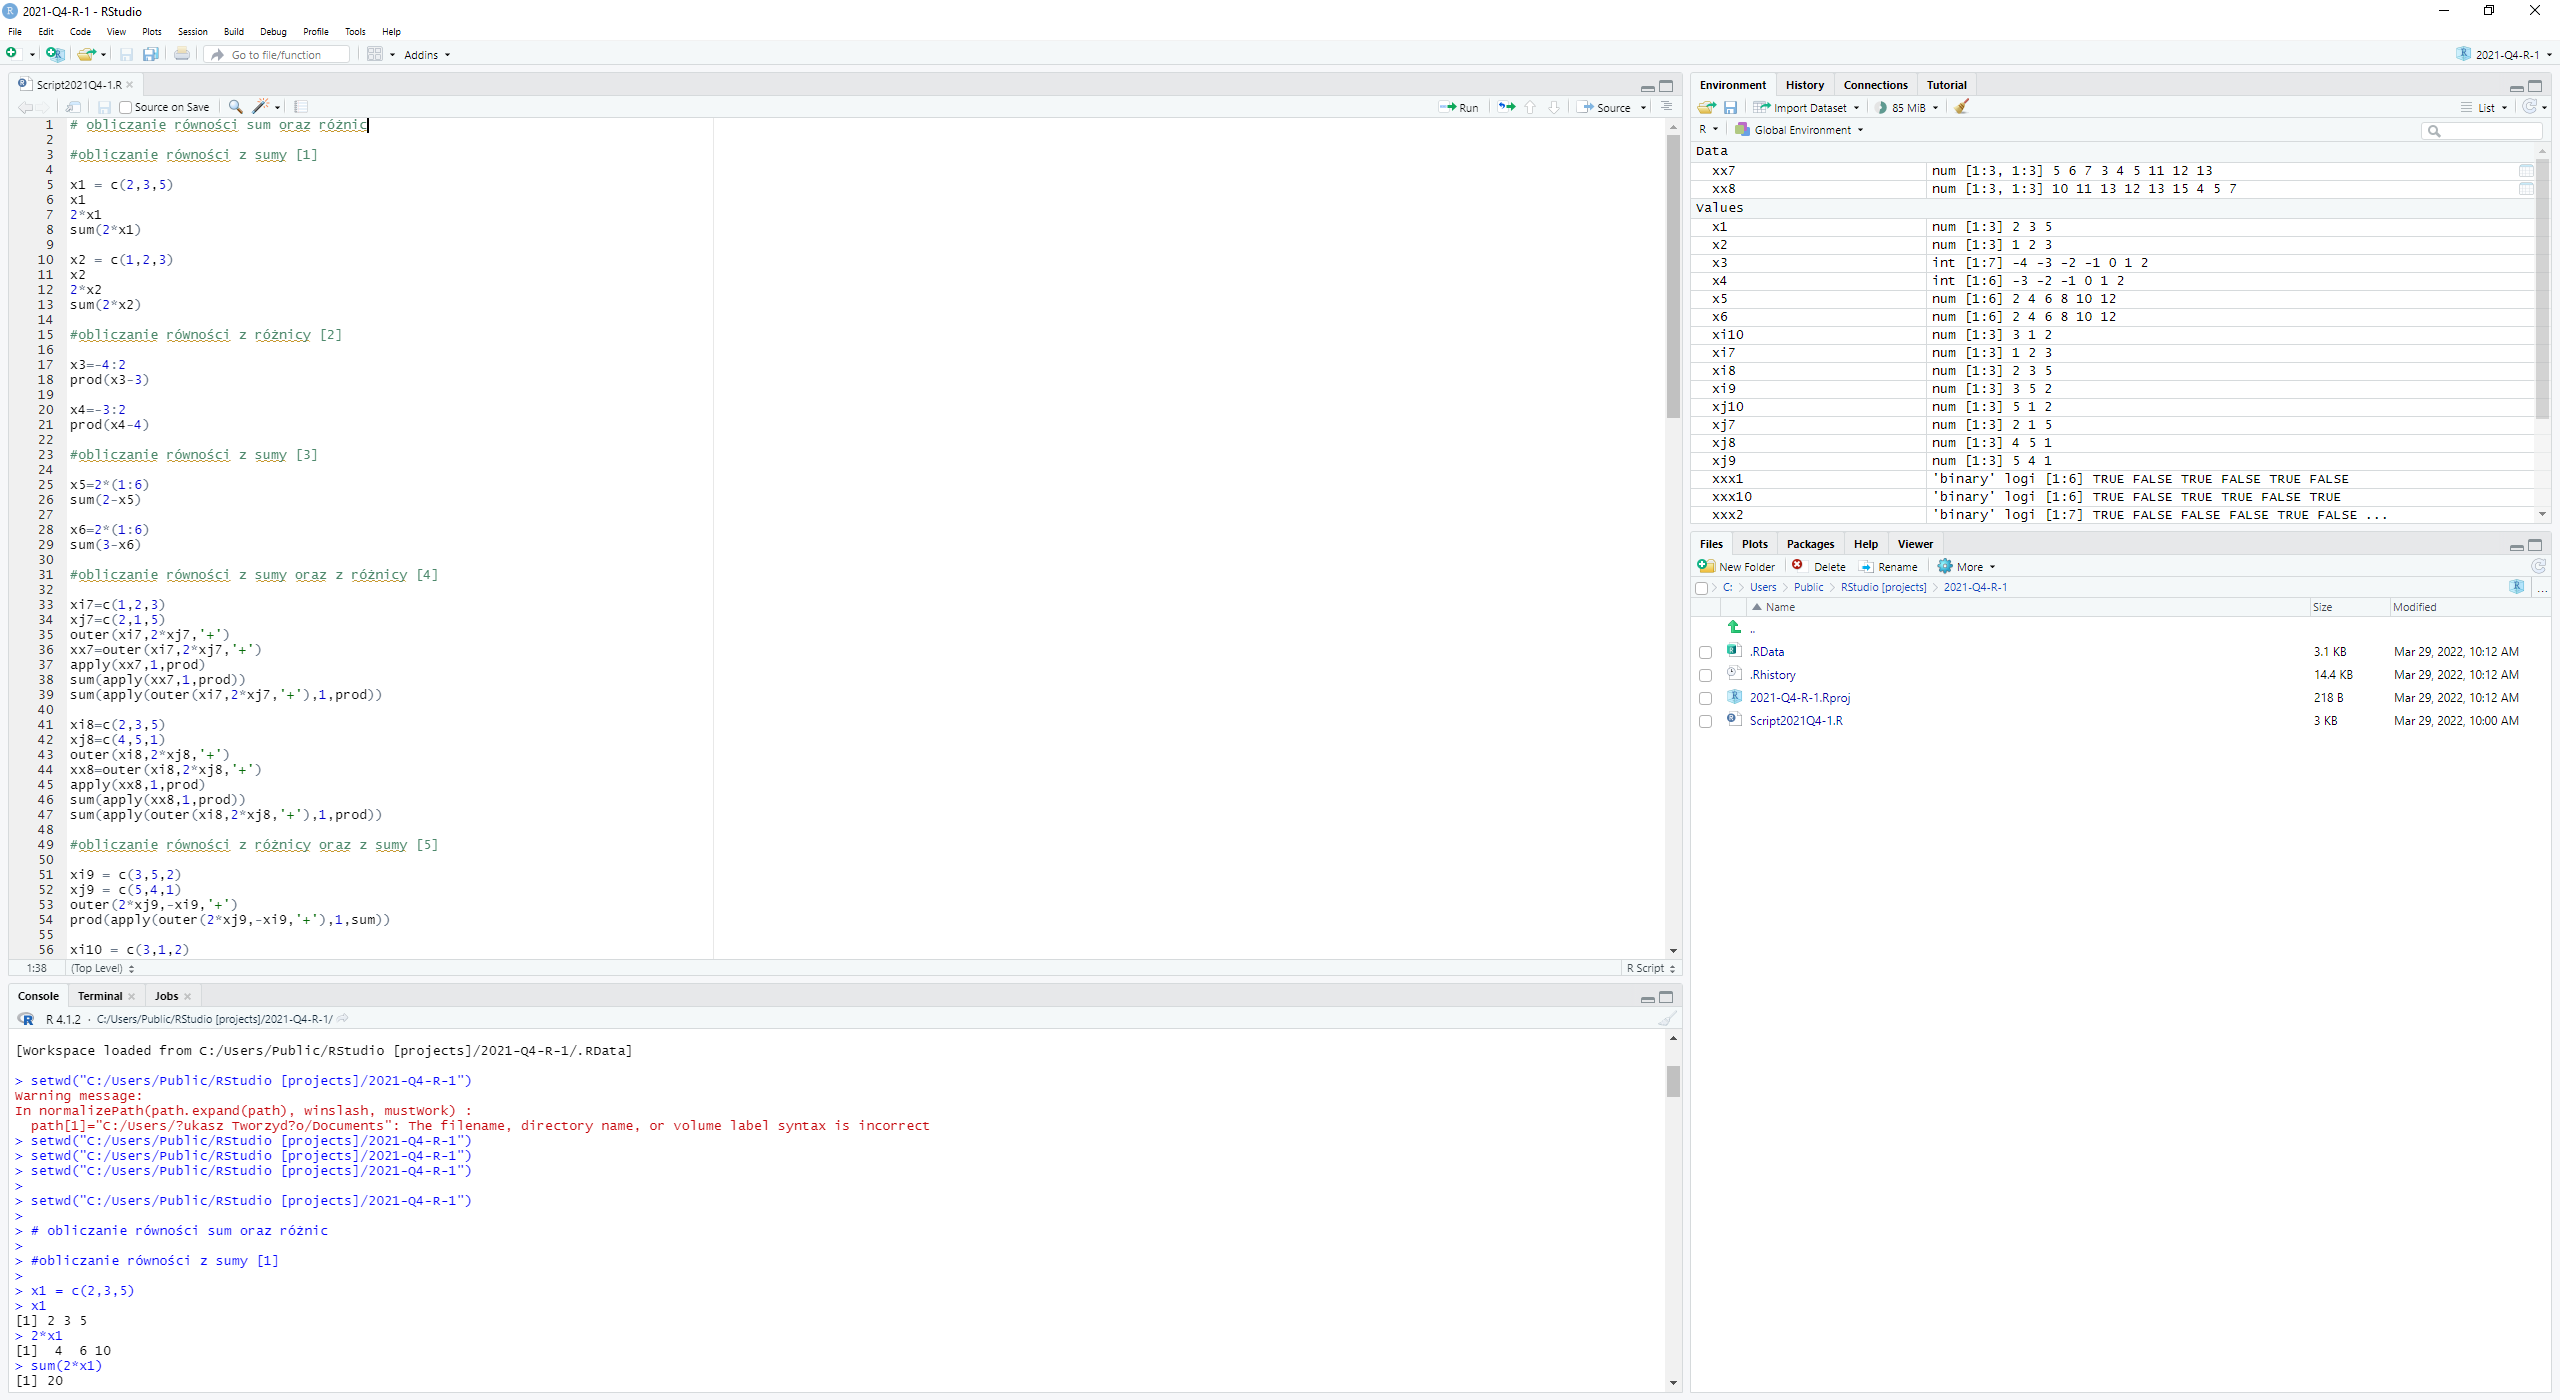 2021-Q4-R-1 - RStudio
File Edit Code View Plots Session Build Debug Profile Tools Help
Go to file/function Addins 2021-Q4-R-1
Script2021Q4-1.R
Source on Save Run Source
1 # obliczanie równości sum oraz różnic
2
3 #obliczanie równości z sumy [1]
4
5 x1 = c(2,3,5)
6 x1
7 2*x1
8 sum(2*x1)
9
10 x2 = c(1,2,3)
11 x2
12 2*x2
13 sum(2*x2)
14
15 #obliczanie równości z różnicy [2]
16
17 x3=-4:2
18 prod(x3-3)
19
20 x4=-3:2
21 prod(x4-4)
22
23 #obliczanie równości z sumy [3]
24
25 x5=2*(1:6)
26 sum(2-x5)
27
28 x6=2*(1:6)
29 sum(3-x6)
30
31 #obliczanie równości z sumy oraz z różnicy [4]
32
33 xi7=c(1,2,3)
34 xj7=c(2,1,5)
35 outer(xi7,2*xj7,'+')
36 xx7=outer(xi7,2*xj7,'+')
37 apply(xx7,1,prod)
38 sum(apply(xx7,1,prod))
39 sum(apply(outer(xi7,2*xj7,'+'),1,prod))
40
41 xi8=c(2,3,5)
42 xj8=c(4,5,1)
43 outer(xi8,2*xj8,'+')
44 xx8=outer(xi8,2*xj8,'+')
45 apply(xx8,1,prod)
46 sum(apply(xx8,1,prod))
47 sum(apply(outer(xi8,2*xj8,'+'),1,prod))
48
49 #obliczanie równości z różnicy oraz z sumy [5]
50
51 xi9 = c(3,5,2)
52 xj9 = c(5,4,1)
53 outer(2*xj9,-xi9,'+')
54 prod(apply(outer(2*xj9,-xi9,'+'),1,sum))
55
56 xi10 = c(3,1,2)
1:38 (Top Level) R Script
Console Terminal Jobs
R 4.1.2 · C:/Users/Public/RStudio [projects]/2021-Q4-R-1/
[Workspace loaded from C:/Users/Public/RStudio [projects]/2021-Q4-R-1/.RData]
> setwd("C:/Users/Public/RStudio [projects]/2021-Q4-R-1")
Warning message:
In normalizePath(path.expand(path), winslash, mustWork) :
path[1]="C:/Users/?ukasz Tworzyd?o/Documents": The filename, directory name, or volume label syntax is incorrect
> setwd("C:/Users/Public/RStudio [projects]/2021-Q4-R-1")
> setwd("C:/Users/Public/RStudio [projects]/2021-Q4-R-1")
> setwd("C:/Users/Public/RStudio [projects]/2021-Q4-R-1")
>
> setwd("C:/Users/Public/RStudio [projects]/2021-Q4-R-1")
>
> # obliczanie równości sum oraz różnic
>
> #obliczanie równości z sumy [1]
>
> x1 = c(2,3,5)
> x1
[1] 2 3 5
> 2*x1
[1] 4 6 10
> sum(2*x1)
[1] 20
Environment History Connections Tutorial
Import Dataset 85 MiB List
R Global Environment
Data
xx7 num [1:3, 1:3] 5 6 7 3 4 5 11 12 13
xx8 num [1:3, 1:3] 10 11 13 12 13 15 4 5 7
Values
x1 num [1:3] 2 3 5
x2 num [1:3] 1 2 3
x3 int [1:7] -4 -3 -2 -1 0 1 2
x4 int [1:6] -3 -2 -1 0 1 2
x5 num [1:6] 2 4 6 8 10 12
x6 num [1:6] 2 4 6 8 10 12
xi10 num [1:3] 3 1 2
xi7 num [1:3] 1 2 3
xi8 num [1:3] 2 3 5
xi9 num [1:3] 3 5 2
xj10 num [1:3] 5 1 2
xj7 num [1:3] 2 1 5
xj8 num [1:3] 4 5 1
xj9 num [1:3] 5 4 1
xxx1 'binary' logi [1:6] TRUE FALSE TRUE FALSE TRUE FALSE
xxx10 'binary' logi [1:6] TRUE FALSE TRUE TRUE FALSE TRUE
xxx2 'binary' logi [1:7] TRUE FALSE FALSE FALSE TRUE FALSE ...
Files Plots Packages Help Viewer
New Folder Delete Rename More
C: Users Public RStudio [projects] 2021-Q4-R-1 ...
Name Size Modified
..
.RData 3.1 KB Mar 29, 2022, 10:12 AM
.Rhistory 14.4 KB Mar 29, 2022, 10:12 AM
2021-Q4-R-1.Rproj 218 B Mar 29, 2022, 10:12 AM
Script2021Q4-1.R 3 KB Mar 29, 2022, 10:00 AM